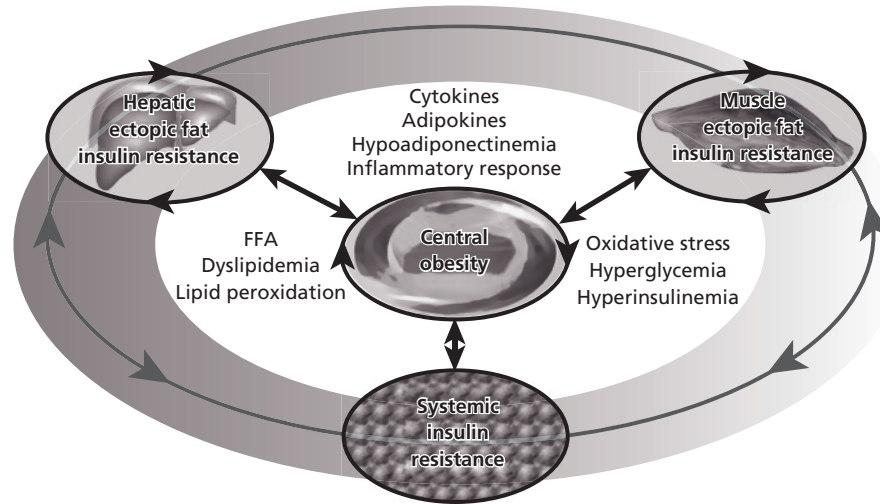 Hepatic
ectopic fat
insulin resistance
Cytokines
Adipokines
Hypoadiponectinemia
Inflammatory response
Muscle
ectopic fat
insulin resistance
FFA
Dyslipidemia
Lipid peroxidation
Central
obesity
Oxidative stress
Hyperglycemia
Hyperinsulinemia
Systemic
insulin
resistance